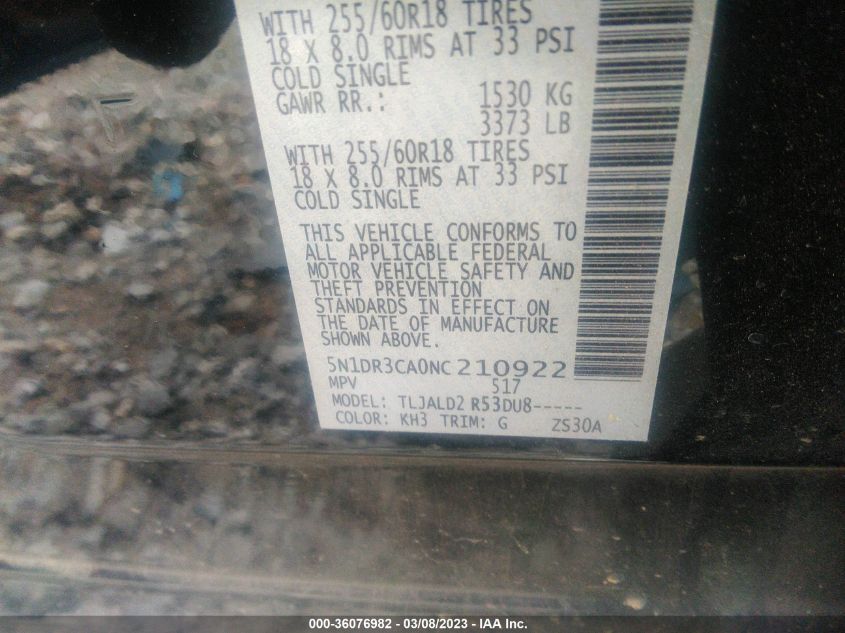 WITH 255/60R18 TIRES
18 X 8.0 RIMS AT 33 PSI
COLD SINGLE
GAWR RR.: 1530 KG
3373 LB
WITH 255/60R18 TIRES
18 X 8.0 RIMS AT 33 PSI
COLD SINGLE
THIS VEHICLE CONFORMS TO
ALL APPLICABLE FEDERAL
MOTOR VEHICLE SAFETY AND
THEFT PREVENTION
STANDARDS IN EFFECT ON
THE DATE OF MANUFACTURE
SHOWN ABOVE.
5N1DR3CA0NC210922
MPV 517
MODEL: TLJALD2 R53DU8-----
COLOR: KH3 TRIM: G ZS30A
000-36076982 - 03/08/2023 - IAA Inc.